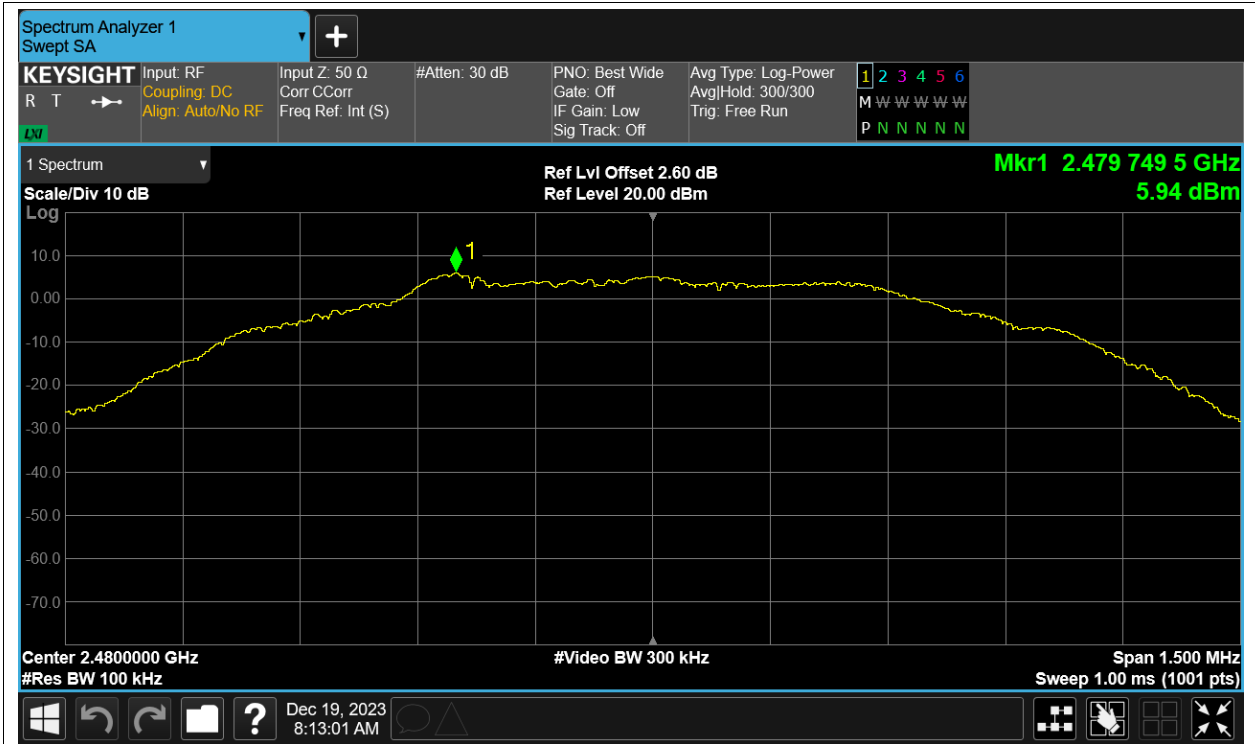 Spectrum Analyzer 1
Swept SA
KEYSIGHT
R T
LXI
Input: RF
Coupling: DC
Align: Auto/No RF
Input Z: 50 Ω
Corr CCorr
Freq Ref: Int (S)
#Atten: 30 dB
PNO: Best Wide
Gate: Off
IF Gain: Low
Sig Track: Off
Avg Type: Log-Power
Avg|Hold: 300/300
Trig: Free Run
1 2 3 4 5 6
M W W W W W
P N N N N N
1 Spectrum
Scale/Div 10 dB
Log
Ref Lvl Offset 2.60 dB
Ref Level 20.00 dBm
Mkr1 2.479 749 5 GHz
5.94 dBm
1
10.0
0.00
-10.0
-20.0
-30.0
-40.0
-50.0
-60.0
-70.0
Center 2.4800000 GHz
#Res BW 100 kHz
#Video BW 300 kHz
Span 1.500 MHz
Sweep 1.00 ms (1001 pts)
?
Dec 19, 2023
8:13:01 AM